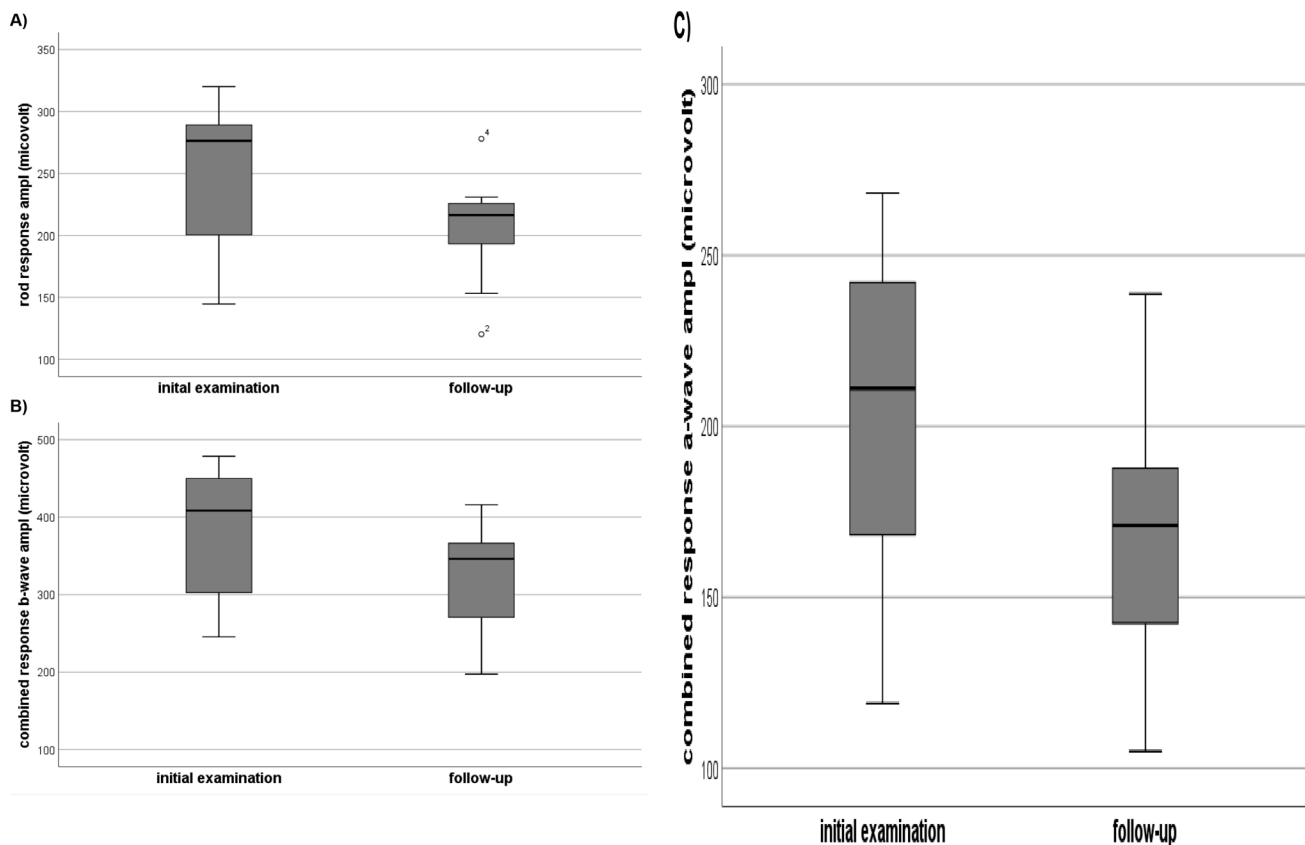 A)
rod response ampl (micovolt)
350
300
250
200
150
100
4
2
inital examination
follow-up
B)
combined response b-wave ampl (microvolt)
500
400
300
200
100
initial examination
follow-up
C)
combined response a-wave ampl (microvolt)
300
250
200
150
100
initial examination
follow-up